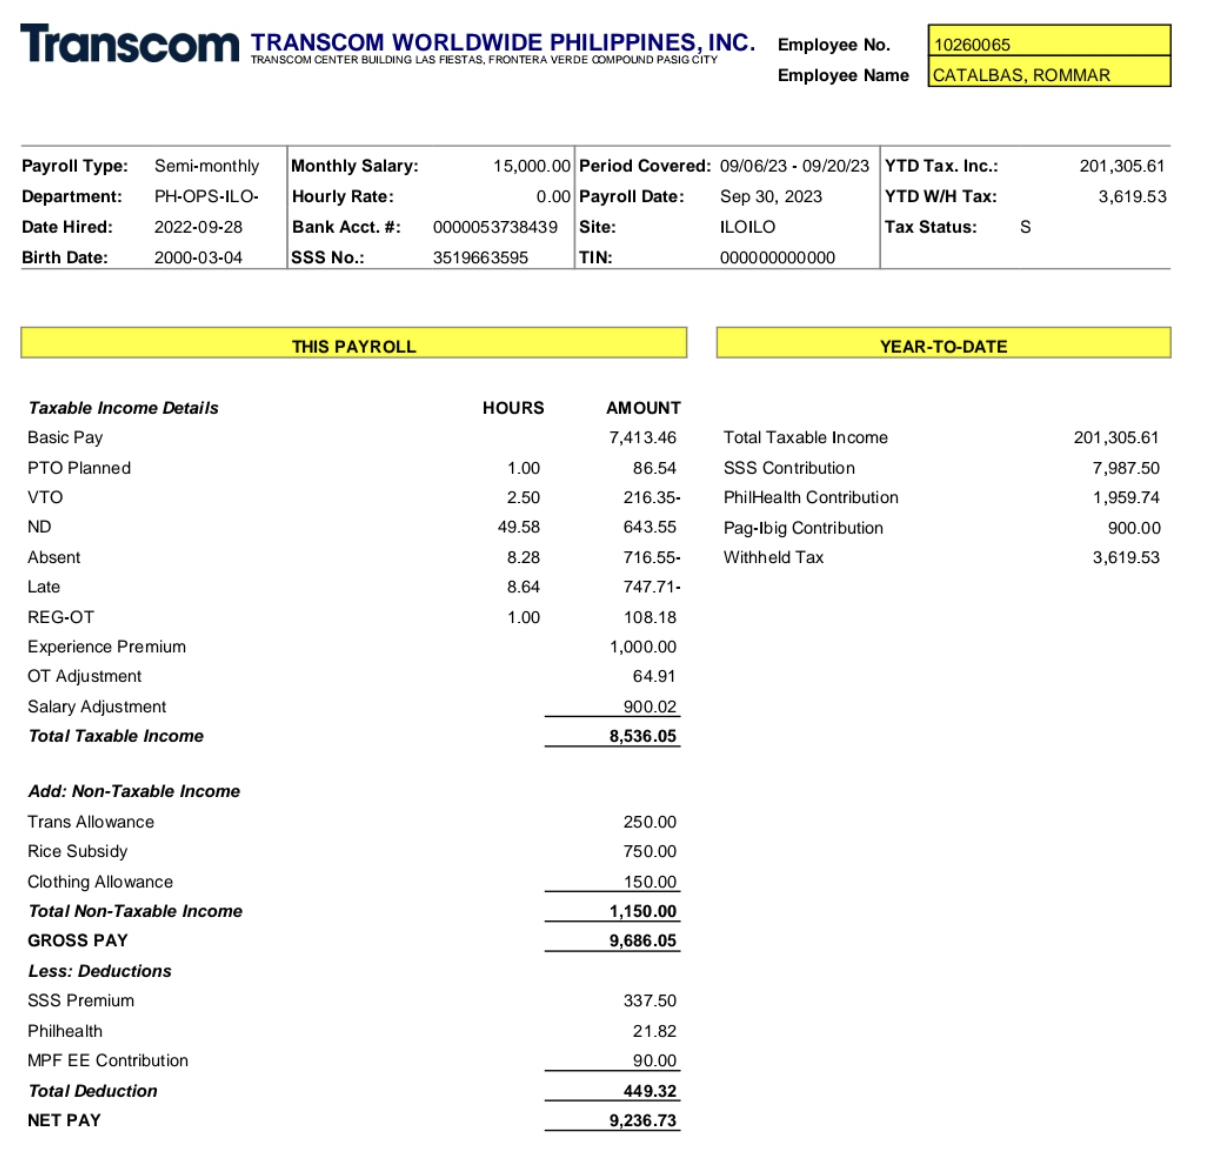 Transcom TRANSCOM WORLDWIDE PHILIPPINES, INC. Employee No. 10260065
TRANSCOM CENTER BUILDING LAS FIESTAS, FRONTERA VERDE COMPOUND PASIG CITY
Employee Name CATALBAS, ROMMAR
Payroll Type: Semi-monthly Monthly Salary: 15,000.00 Period Covered: 09/06/23 - 09/20/23 YTD Tax. Inc.: 201,305.61
Department: PH-OPS-ILO- Hourly Rate: 0.00 Payroll Date: Sep 30, 2023 YTD W/H Tax: 3,619.53
Date Hired: 2022-09-28 Bank Acct. #: 0000053738439 Site: ILOILO Tax Status: S
Birth Date: 2000-03-04 SSS No.: 3519663595 TIN: 000000000000
THIS PAYROLL YEAR-TO-DATE
Taxable Income Details HOURS AMOUNT
Basic Pay 7,413.46 Total Taxable Income 201,305.61
PTO Planned 1.00 86.54 SSS Contribution 7,987.50
VTO 2.50 216.35- PhilHealth Contribution 1,959.74
ND 49.58 643.55 Pag-Ibig Contribution 900.00
Absent 8.28 716.55- Withheld Tax 3,619.53
Late 8.64 747.71-
REG-OT 1.00 108.18
Experience Premium 1,000.00
OT Adjustment 64.91
Salary Adjustment 900.02
Total Taxable Income 8,536.05
Add: Non-Taxable Income
Trans Allowance 250.00
Rice Subsidy 750.00
Clothing Allowance 150.00
Total Non-Taxable Income 1,150.00
GROSS PAY 9,686.05
Less: Deductions
SSS Premium 337.50
Philhealth 21.82
MPF EE Contribution 90.00
Total Deduction 449.32
NET PAY 9,236.73